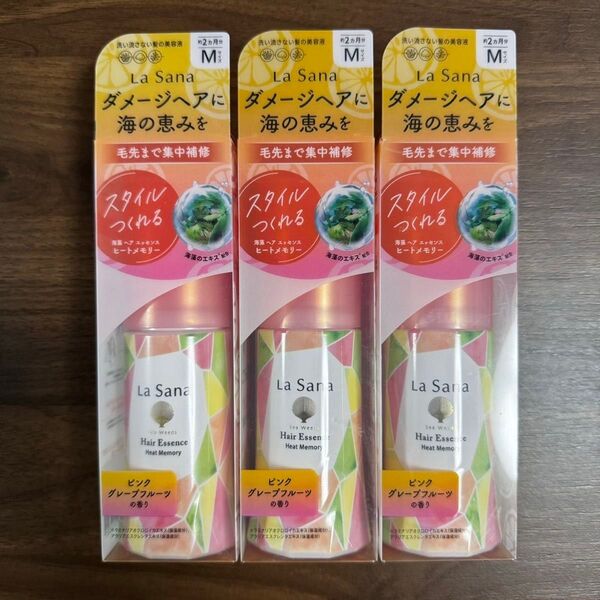 洗い流さない髪の美容液
約2カ月分
Mサイズ
La Sana
ダメージヘアに
海の恵みを
毛先まで集中補修
スタイル
つくれる
海藻 ヘア エッセンス
ヒートメモリー
海藻のエキス 配合
La Sana
Hair Essence
Heat Memory
ピンク
グレープフルーツ
の香り
洗い流さない髪の美容液
約2カ月分
Mサイズ
La Sana
ダメージヘアに
海の恵みを
毛先まで集中補修
スタイル
つくれる
海藻 ヘア エッセンス
ヒートメモリー
海藻のエキス 配合
La Sana
Sea Weeds
Hair Essence
Heat Memory
ピンク
グレープフルーツ
の香り
洗い流さない髪の美容液
約2カ月分
Mサイズ
La Sana
ダメージヘアに
海の恵みを
毛先まで集中補修
スタイル
つくれる
海藻 ヘア エッセンス
ヒートメモリー
海藻のエキス 配合
La Sana
Sea Weeds
Hair Essence
Heat Memory
ピンク
グレープフルーツ
の香り